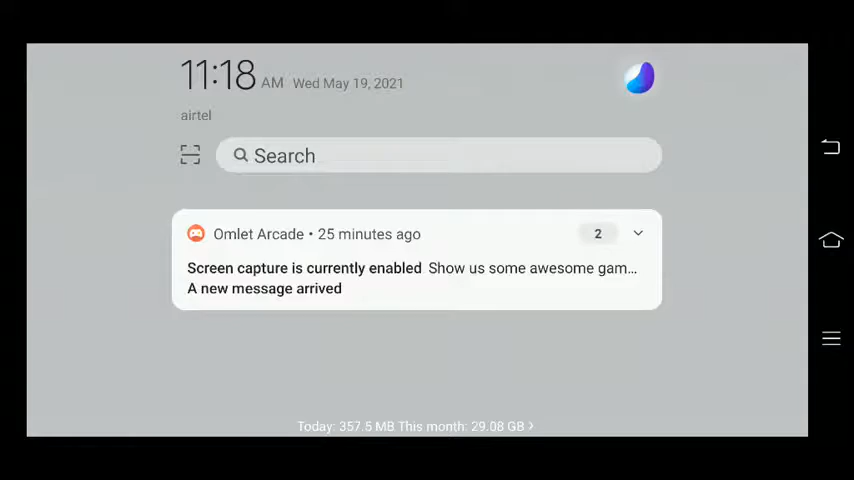 11:18 AM Wed May 19, 2021
airtel
Search
Omlet Arcade • 25 minutes ago 2
Screen capture is currently enabled Show us some awesome gam...
A new message arrived
Today: 357.5 MB This month: 29.08 GB >